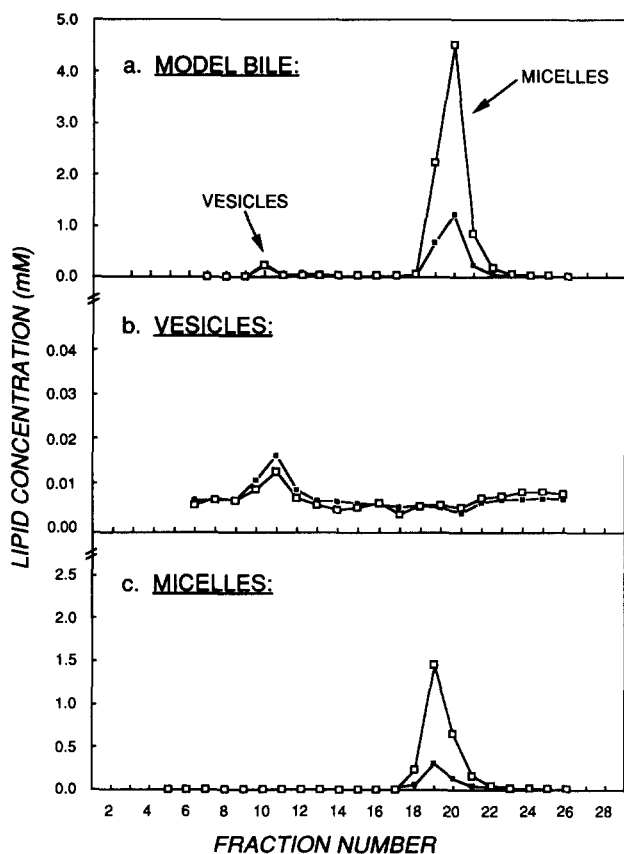 5.0
a. MODEL BILE:
4.0
MICELLES
3.0
2.0
VESICLES
1.0
0.0
LIPID CONCENTRATION (mM)
b. VESICLES:
0.04
0.03
0.02
0.01
0.00
2.5
c. MICELLES:
2.0
1.5
1.0
0.5
0.0
2 4 6 8 10 12 14 16 18 20 22 24 26 28
FRACTION NUMBER